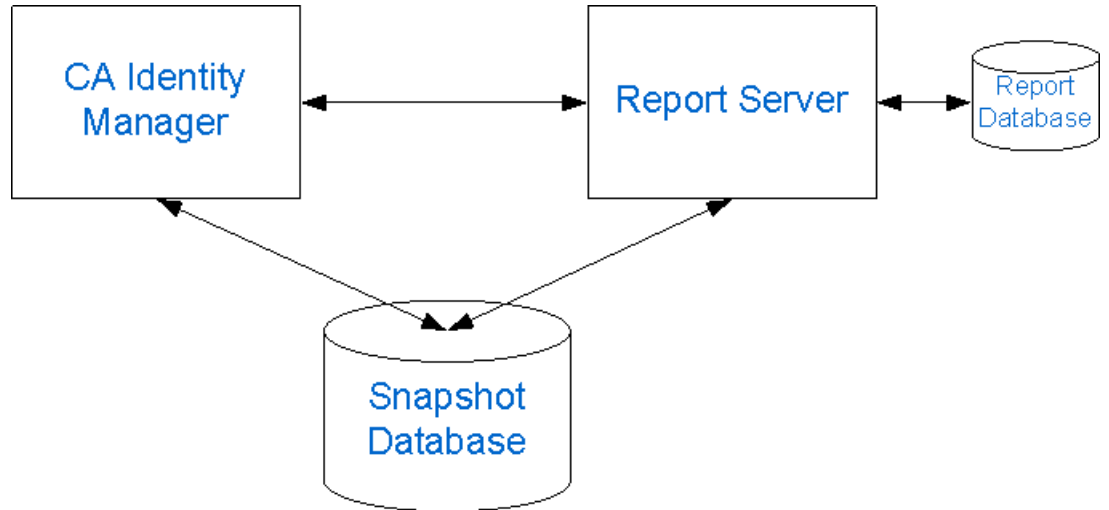 CA Identity
Manager
Report Server
Report
Database
Snapshot
Database